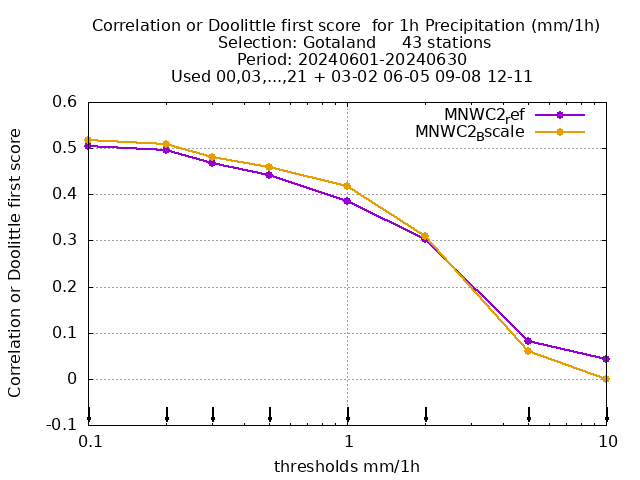 Correlation or Doolittle first score  for 1h Precipitation (mm/1h)
Selection: Gotaland     43 stations
Period: 20240601-20240630
Used 00,03,...,21 + 03-02 06-05 09-08 12-11
MNWC2_ref
MNWC2_Bscale
Correlation or Doolittle first score
0.6
0.5
0.4
0.3
0.2
0.1
0
-0.1
0.1 1 10
thresholds mm/1h